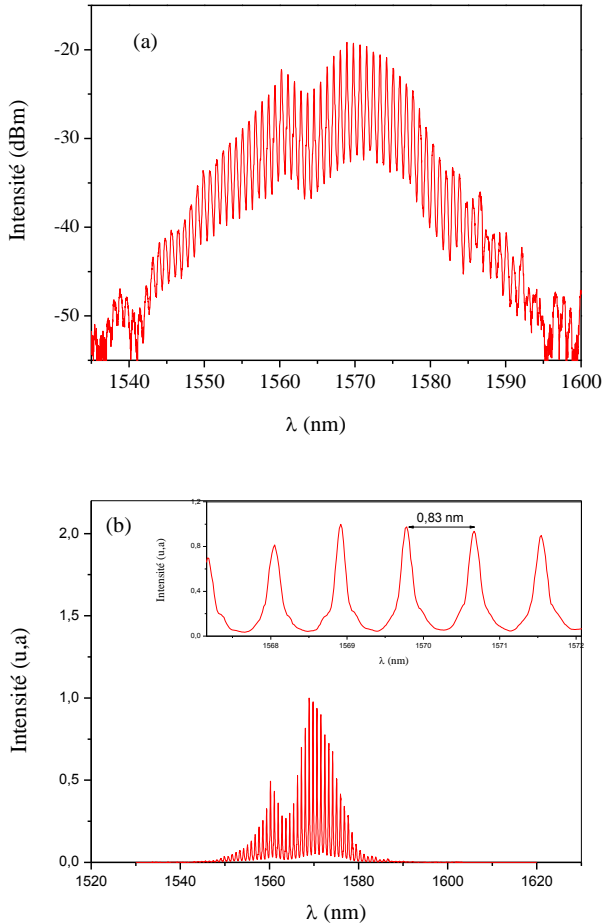 (a)
Intensité (dBm)
-20
-30
-40
-50
1540 1550 1560 1570 1580 1590 1600
λ (nm)
(b)
Intensité (u,a)
2,0
1,5
1,0
0,5
0,0
1520 1540 1560 1580 1600 1620
λ (nm)
Intensité (u,a)
1,2
0,8
0,4
0,0
0,83 nm
1568 1569 1570 1571 1572
λ (nm)